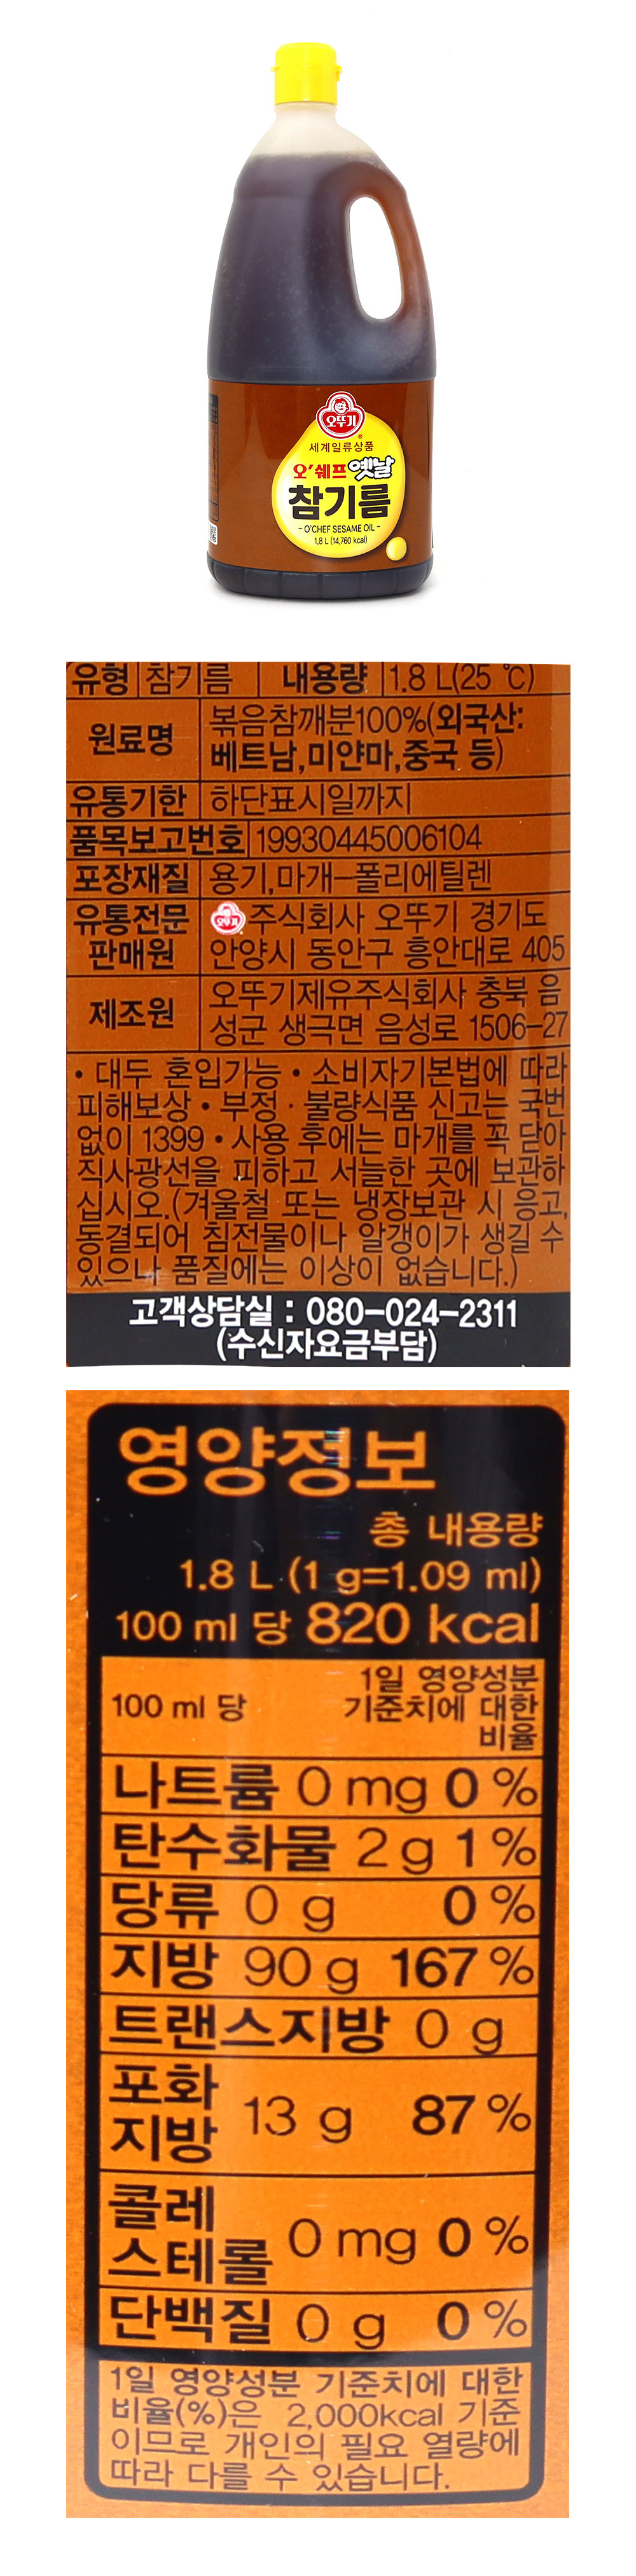 오뚜기
세계일류상품
오'쉐프 옛날
참기름
- O'CHEF SESAME OIL -
1.8 L (14,760 kcal)
유형 참기름 내용량 1.8 L(25 ℃)
원료명 볶음참깨분100%(외국산:
베트남,미얀마,중국 등)
유통기한 하단표시일까지
품목보고번호 19930445006104
포장재질 용기,마개-폴리에틸렌
유통전문 오뚜기 주식회사 오뚜기 경기도
판매원 안양시 동안구 흥안대로 405
제조원 오뚜기제유주식회사 충북 음
성군 생극면 음성로 1506-27
• 대두 혼입가능 • 소비자기본법에 따라
피해보상 • 부정 · 불량식품 신고는 국번
없이 1399 • 사용 후에는 마개를 꼭 닫아
직사광선을 피하고 서늘한 곳에 보관하
십시오.(겨울철 또는 냉장보관 시 응고,
동결되어 침전물이나 알갱이가 생길 수
있으나 품질에는 이상이 없습니다.)
고객상담실 : 080-024-2311
(수신자요금부담)
영양정보
총 내용량
1.8 L (1 g=1.09 ml)
100 ml 당 820 kcal
100 ml 당 1일 영양성분
기준치에 대한
비율
나트륨 0 mg 0 %
탄수화물 2 g 1 %
당류 0 g 0 %
지방 90 g 167 %
트랜스지방 0 g
포화
지방 13 g 87 %
콜레
스테롤 0 mg 0 %
단백질 0 g 0 %
1일 영양성분 기준치에 대한
비율(%)은 2,000kcal 기준
이므로 개인의 필요 열량에
따라 다를 수 있습니다.